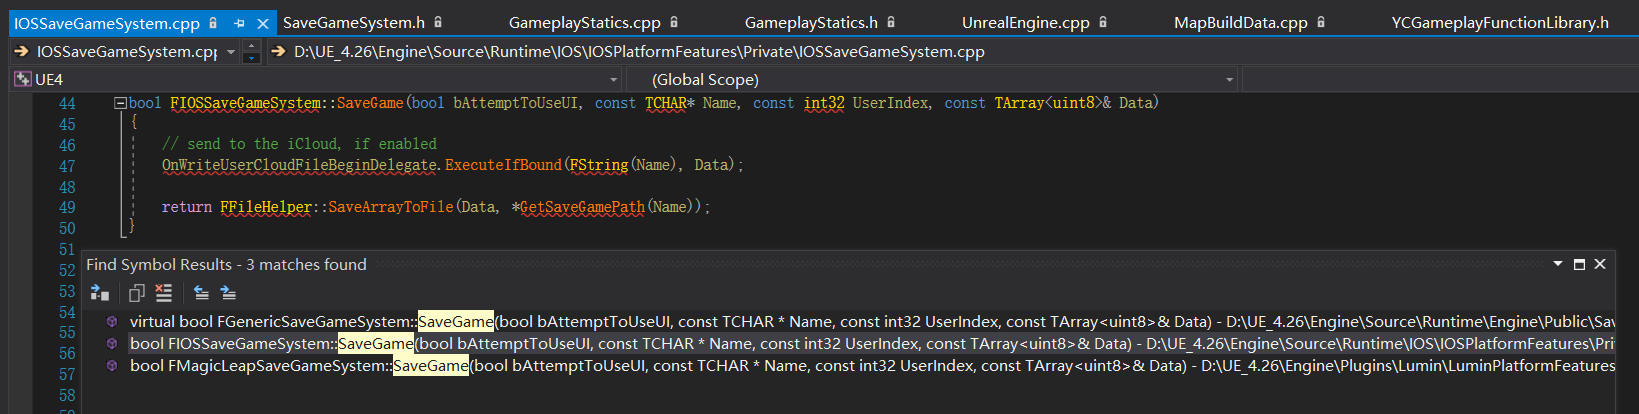 IOSSaveGameSystem.cpp SaveGameSystem.h GameplayStatics.cpp GameplayStatics.h UnrealEngine.cpp MapBuildData.cpp YCGameplayFunctionLibrary.h
IOSSaveGameSystem.cpp D:\UE_4.26\Engine\Source\Runtime\IOS\IOSPlatformFeatures\Private\IOSSaveGameSystem.cpp
UE4 (Global Scope)
44 bool FIOSSaveGameSystem::SaveGame(bool bAttemptToUseUI, const TCHAR* Name, const int32 UserIndex, const TArray<uint8>& Data)
45 {
46 // send to the iCloud, if enabled
47 OnWriteUserCloudFileBeginDelegate.ExecuteIfBound(FString(Name), Data);
48
49 return FFileHelper::SaveArrayToFile(Data, *GetSaveGamePath(Name));
50 }
51
52 Find Symbol Results - 3 matches found
53
54
55 virtual bool FGenericSaveGameSystem::SaveGame(bool bAttemptToUseUI, const TCHAR * Name, const int32 UserIndex, const TArray<uint8>& Data) - D:\UE_4.26\Engine\Source\Runtime\Engine\Public\Sav
56 bool FIOSSaveGameSystem::SaveGame(bool bAttemptToUseUI, const TCHAR * Name, const int32 UserIndex, const TArray<uint8>& Data) - D:\UE_4.26\Engine\Source\Runtime\IOS\IOSPlatformFeatures\Pri
57 bool FMagicLeapSaveGameSystem::SaveGame(bool bAttemptToUseUI, const TCHAR * Name, const int32 UserIndex, const TArray<uint8>& Data) - D:\UE_4.26\Engine\Plugins\Lumin\LuminPlatformFeatures
58